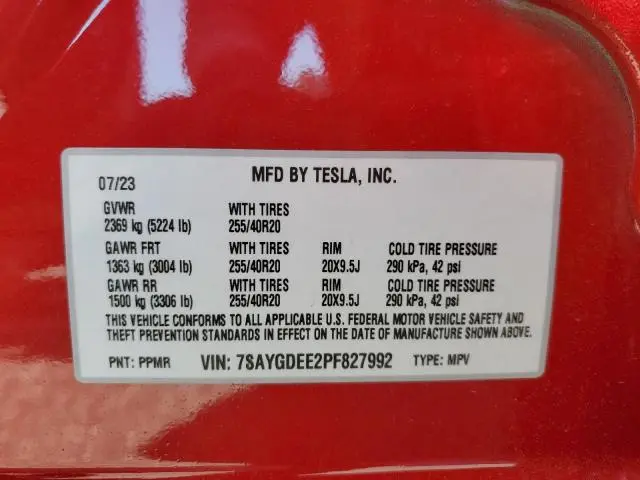 07/23 MFD BY TESLA, INC.
GVWR WITH TIRES
2369 kg (5224 lb) 255/40R20
GAWR FRT WITH TIRES RIM COLD TIRE PRESSURE
1363 kg (3004 lb) 255/40R20 20X9.5J 290 kPa, 42 psi
GAWR RR WITH TIRES RIM COLD TIRE PRESSURE
1500 kg (3306 lb) 255/40R20 20X9.5J 290 kPa, 42 psi
THIS VEHICLE CONFORMS TO ALL APPLICABLE U.S. FEDERAL MOTOR VEHICLE SAFETY AND
THEFT PREVENTION STANDARDS IN EFFECT ON THE DATE OF MANUFACTURE SHOWN ABOVE.
PNT: PPMR VIN: 7SAYGDEE2PF827992 TYPE: MPV